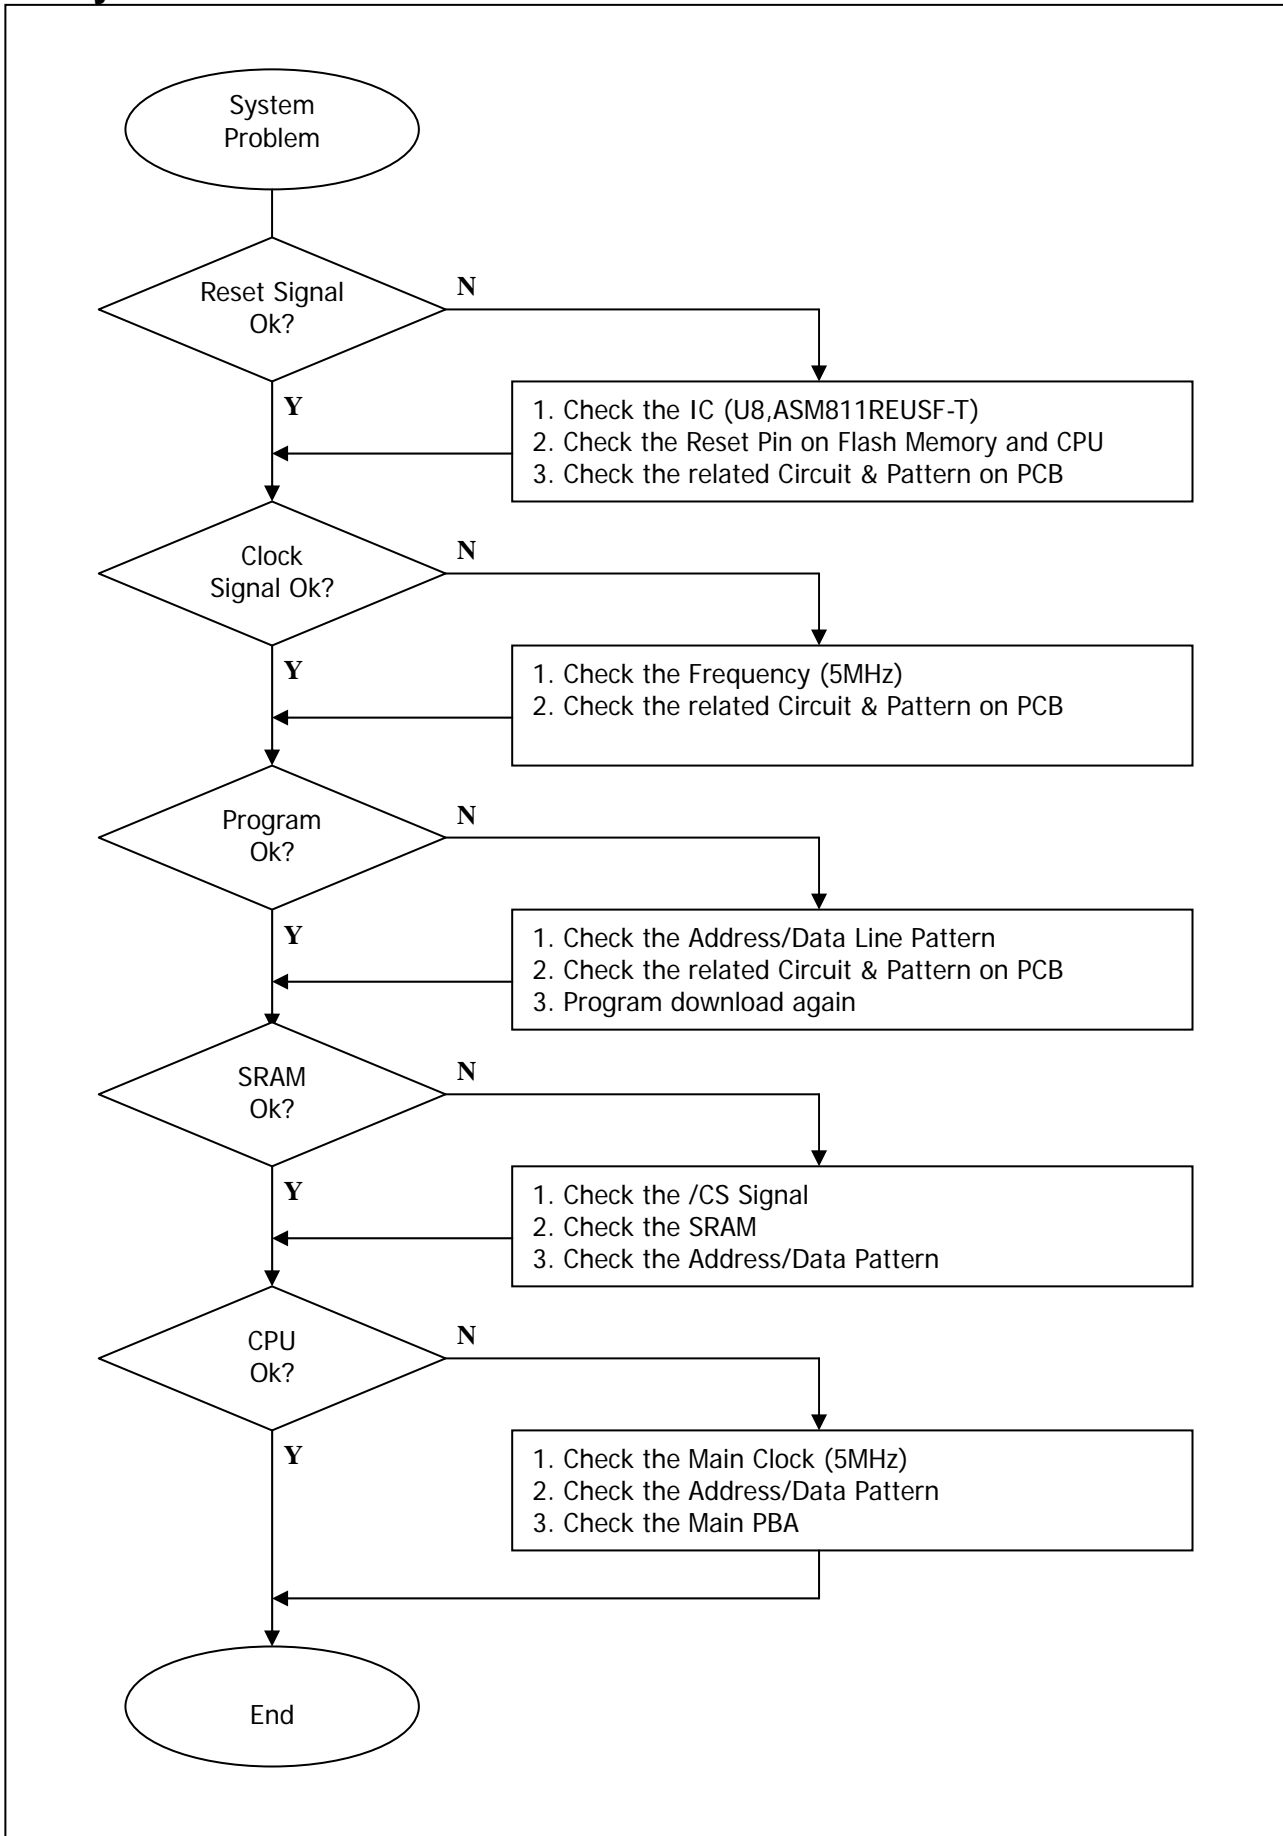 System
Problem
Reset Signal
Ok?
N
Y
1. Check the IC (U8,ASM811REUSF-T)
2. Check the Reset Pin on Flash Memory and CPU
3. Check the related Circuit & Pattern on PCB
Clock
Signal Ok?
N
Y
1. Check the Frequency (5MHz)
2. Check the related Circuit & Pattern on PCB
Program
Ok?
N
Y
1. Check the Address/Data Line Pattern
2. Check the related Circuit & Pattern on PCB
3. Program download again
SRAM
Ok?
N
Y
1. Check the /CS Signal
2. Check the SRAM
3. Check the Address/Data Pattern
CPU
Ok?
N
Y
1. Check the Main Clock (5MHz)
2. Check the Address/Data Pattern
3. Check the Main PBA
End